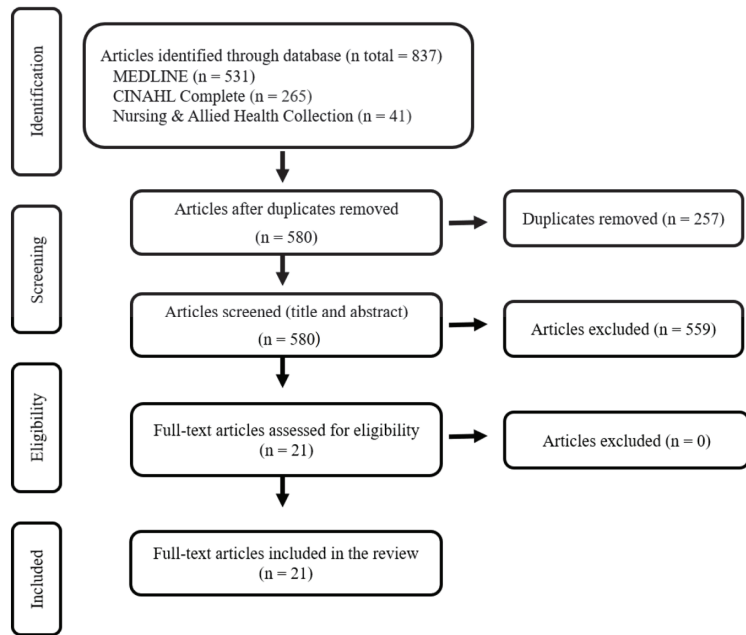 Identification
Articles identified through database (n total = 837)
MEDLINE (n = 531)
CINAHL Complete (n = 265)
Nursing & Allied Health Collection (n = 41)
Screening
Articles after duplicates removed
(n = 580)
Duplicates removed (n = 257)
Articles screened (title and abstract)
(n = 580)
Articles excluded (n = 559)
Eligibility
Full-text articles assessed for eligibility
(n = 21)
Articles excluded (n = 0)
Included
Full-text articles included in the review
(n = 21)